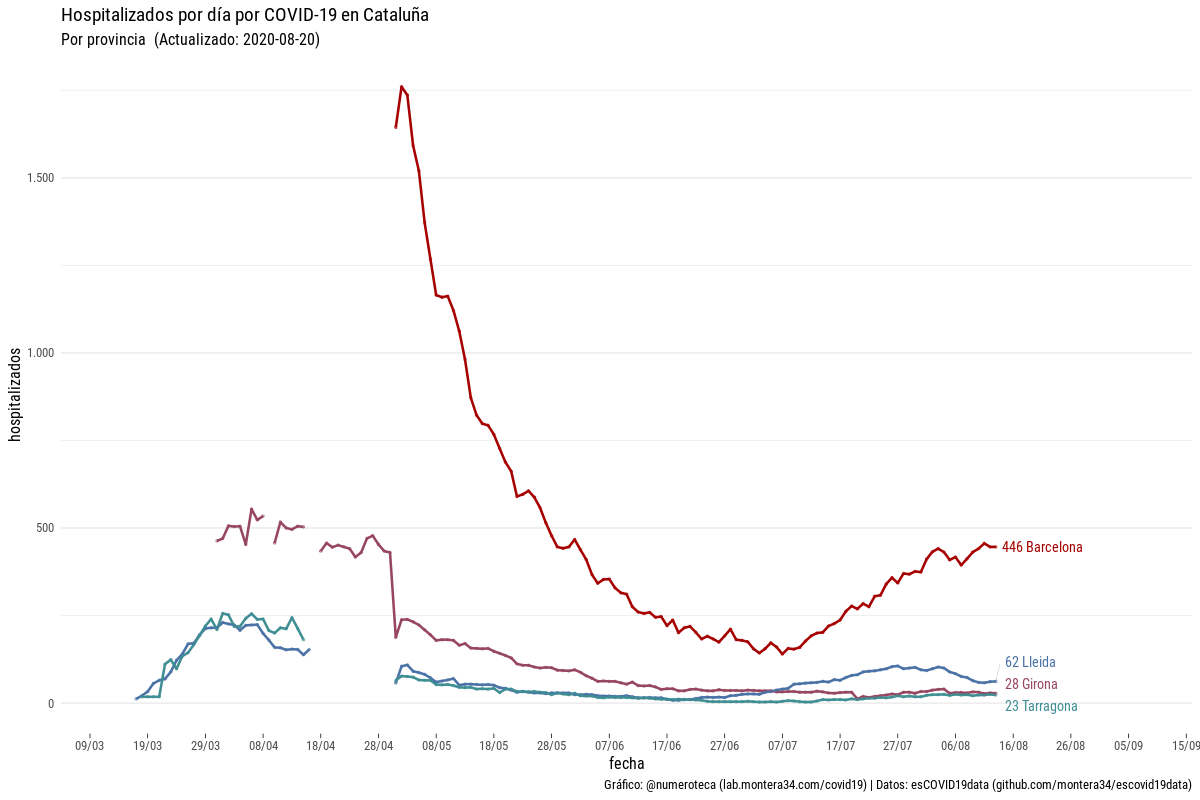 Hospitalizados por día por COVID-19 en Cataluña
Por provincia  (Actualizado: 2020-08-20)
hospitalizados
1.500
1.000
500
0
446 Barcelona
62 Lleida
28 Girona
23 Tarragona
09/03 19/03 29/03 08/04 18/04 28/04 08/05 18/05 28/05 07/06 17/06 27/06 07/07 17/07 27/07 06/08 16/08 26/08 05/09 15/09
fecha
Gráfico: @numeroteca (lab.montera34.com/covid19) | Datos: esCOVID19data (github.com/montera34/escovid19data)